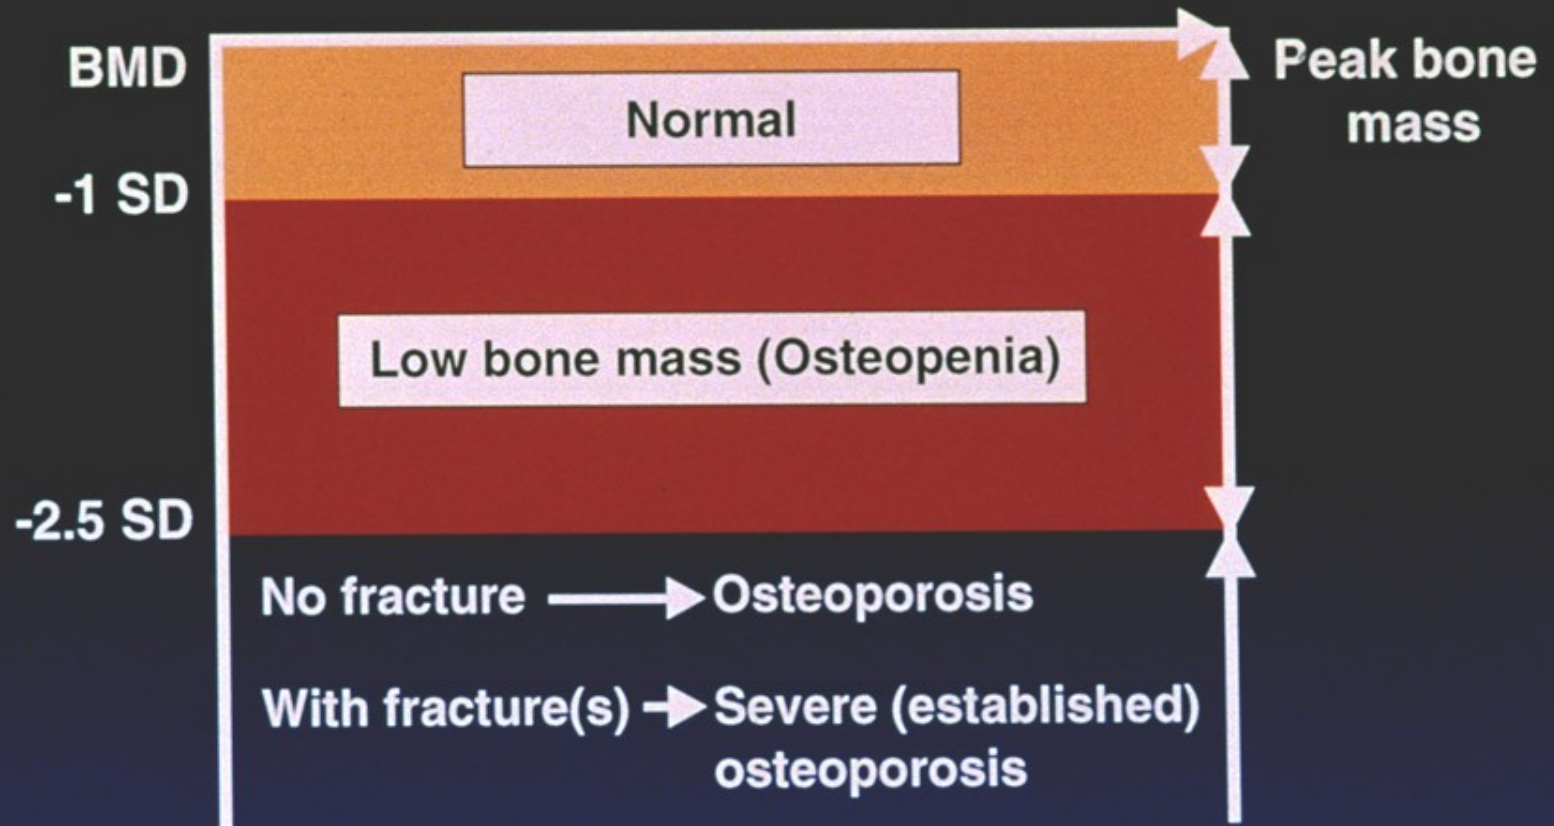 BMD
Normal
Peak bone
mass
-1 SD
Low bone mass (Osteopenia)
-2.5 SD
No fracture Osteoporosis
With fracture(s) Severe (established)
osteoporosis